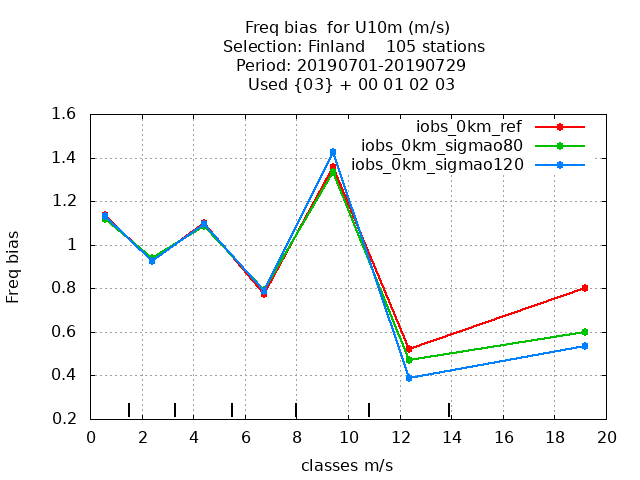 Freq bias  for U10m (m/s)
Selection: Finland    105 stations
Period: 20190701-20190729
Used {03} + 00 01 02 03
iobs_0km_ref
iobs_0km_sigmao80
iobs_0km_sigmao120
Freq bias
1.6
1.4
1.2
1
0.8
0.6
0.4
0.2
0 2 4 6 8 10 12 14 16 18 20
classes m/s